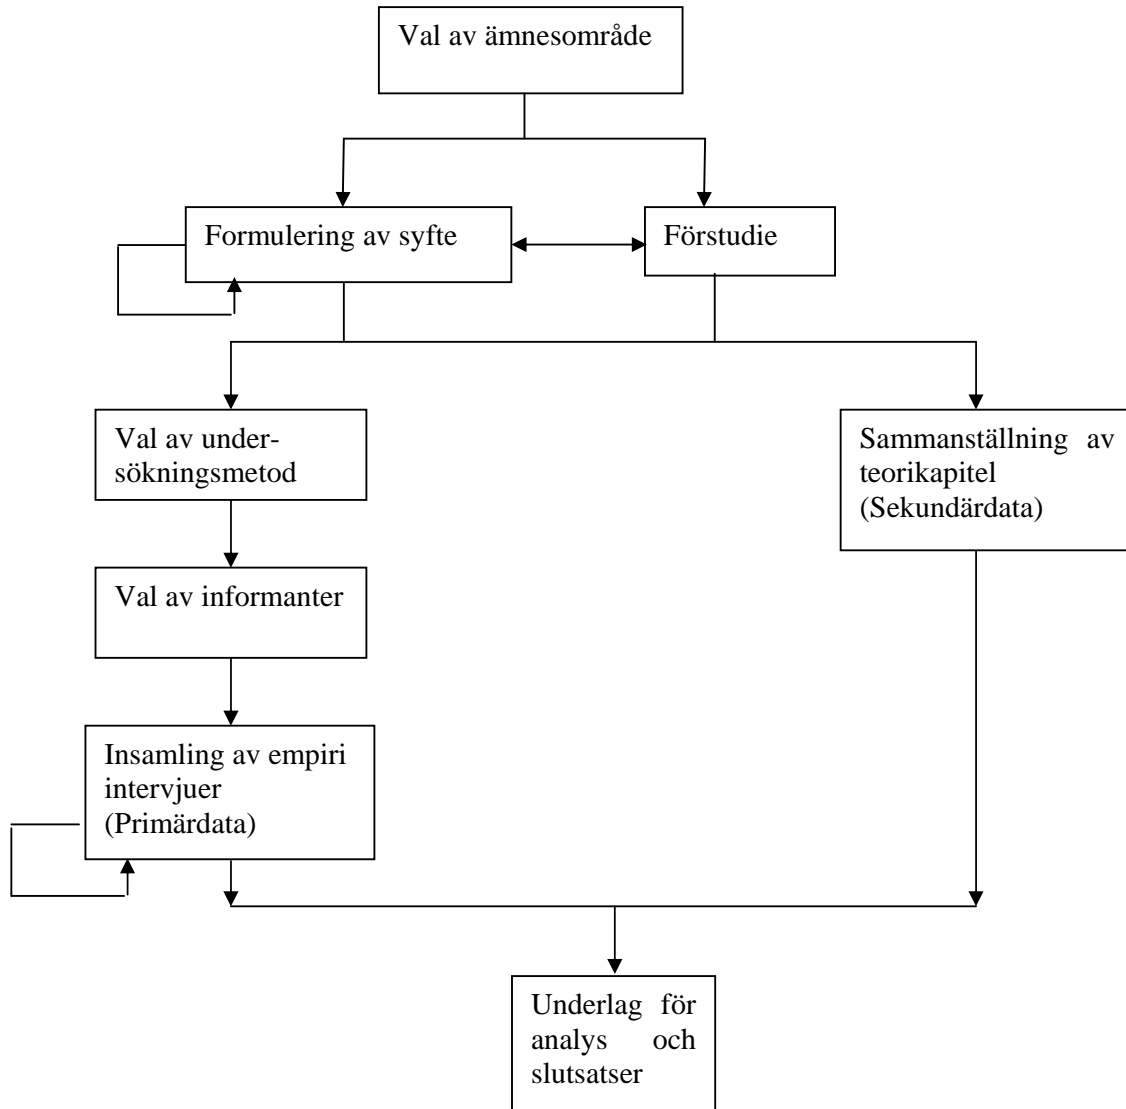 Val av ämnesområde
Formulering av syfte
Förstudie
Val av under-
sökningsmetod
Sammanställning av
teorikapitel
(Sekundärdata)
Val av informanter
Insamling av empiri
intervjuer
(Primärdata)
Underlag för
analys och
slutsatser